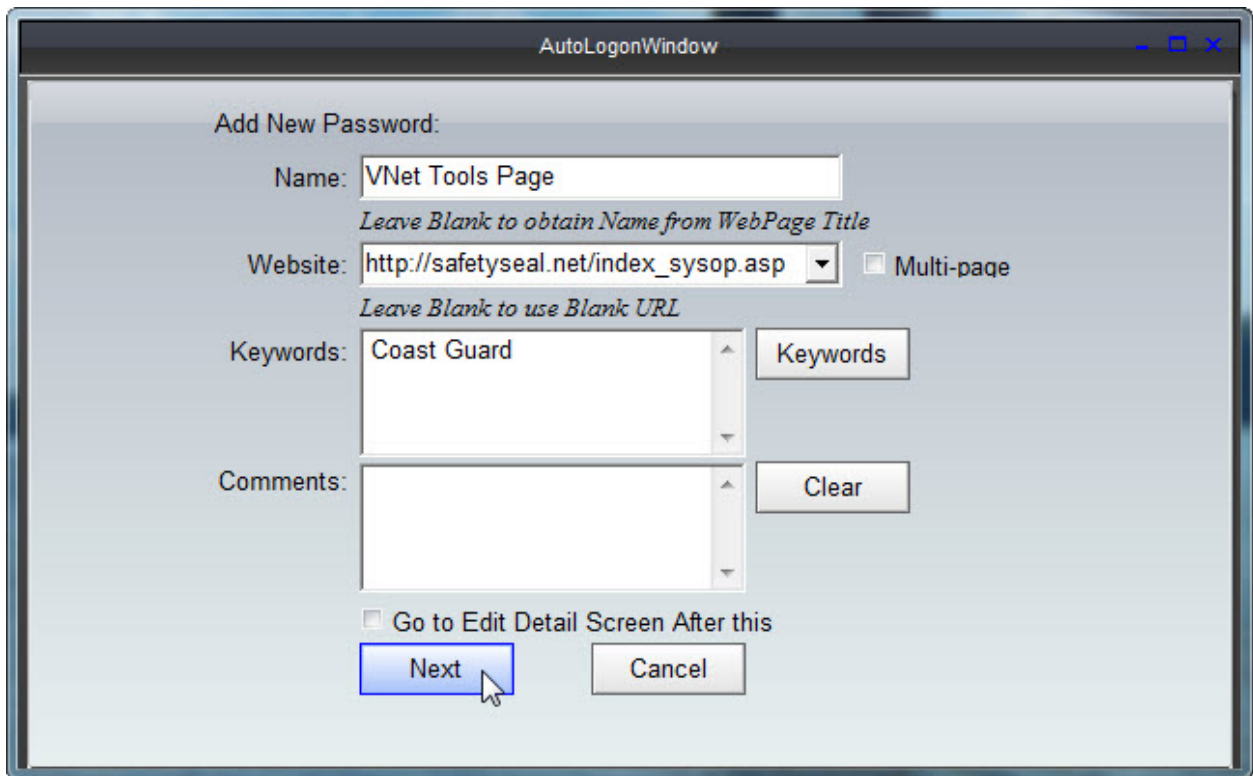 AutoLogonWindow
Add New Password:
Name: VNet Tools Page
Leave Blank to obtain Name from WebPage Title
Website: http://safetyseal.net/index_sysop.asp Multi-page
Leave Blank to use Blank URL
Keywords: Coast Guard Keywords
Comments: Clear
Go to Edit Detail Screen After this
Next Cancel